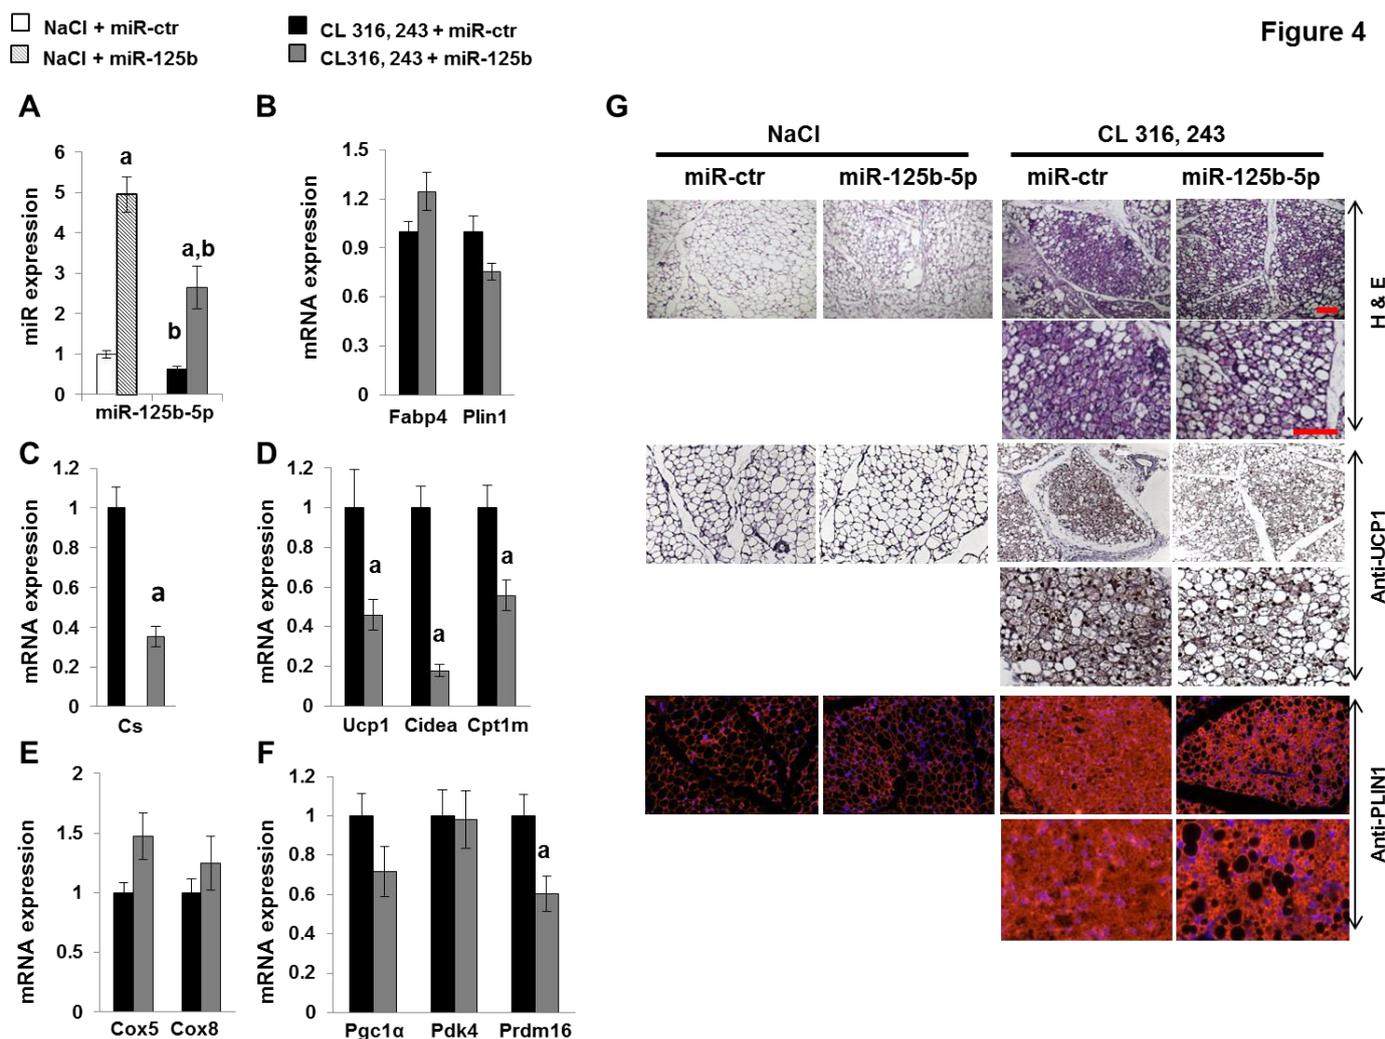 NaCl + miR-ctr
NaCl + miR-125b
CL 316, 243 + miR-ctr
CL316, 243 + miR-125b
Figure 4
A
miR expression
6
5
4
3
2
1
0
a
b
a,b
miR-125b-5p
B
mRNA expression
1.5
1.2
0.9
0.6
0.3
0
Fabp4 Plin1
C
mRNA expression
1.2
1
0.8
0.6
0.4
0.2
0
a
Cs
D
mRNA expression
1.2
1
0.8
0.6
0.4
0.2
0
a
a
a
Ucp1 Cidea Cpt1m
E
mRNA expression
2
1.5
1
0.5
0
Cox5 Cox8
F
mRNA expression
1.2
1
0.8
0.6
0.4
0.2
0
a
Pgc1α Pdk4 Prdm16
G
NaCl
CL 316, 243
miR-ctr
miR-125b-5p
miR-ctr
miR-125b-5p
H & E
Anti-UCP1
Anti-PLIN1